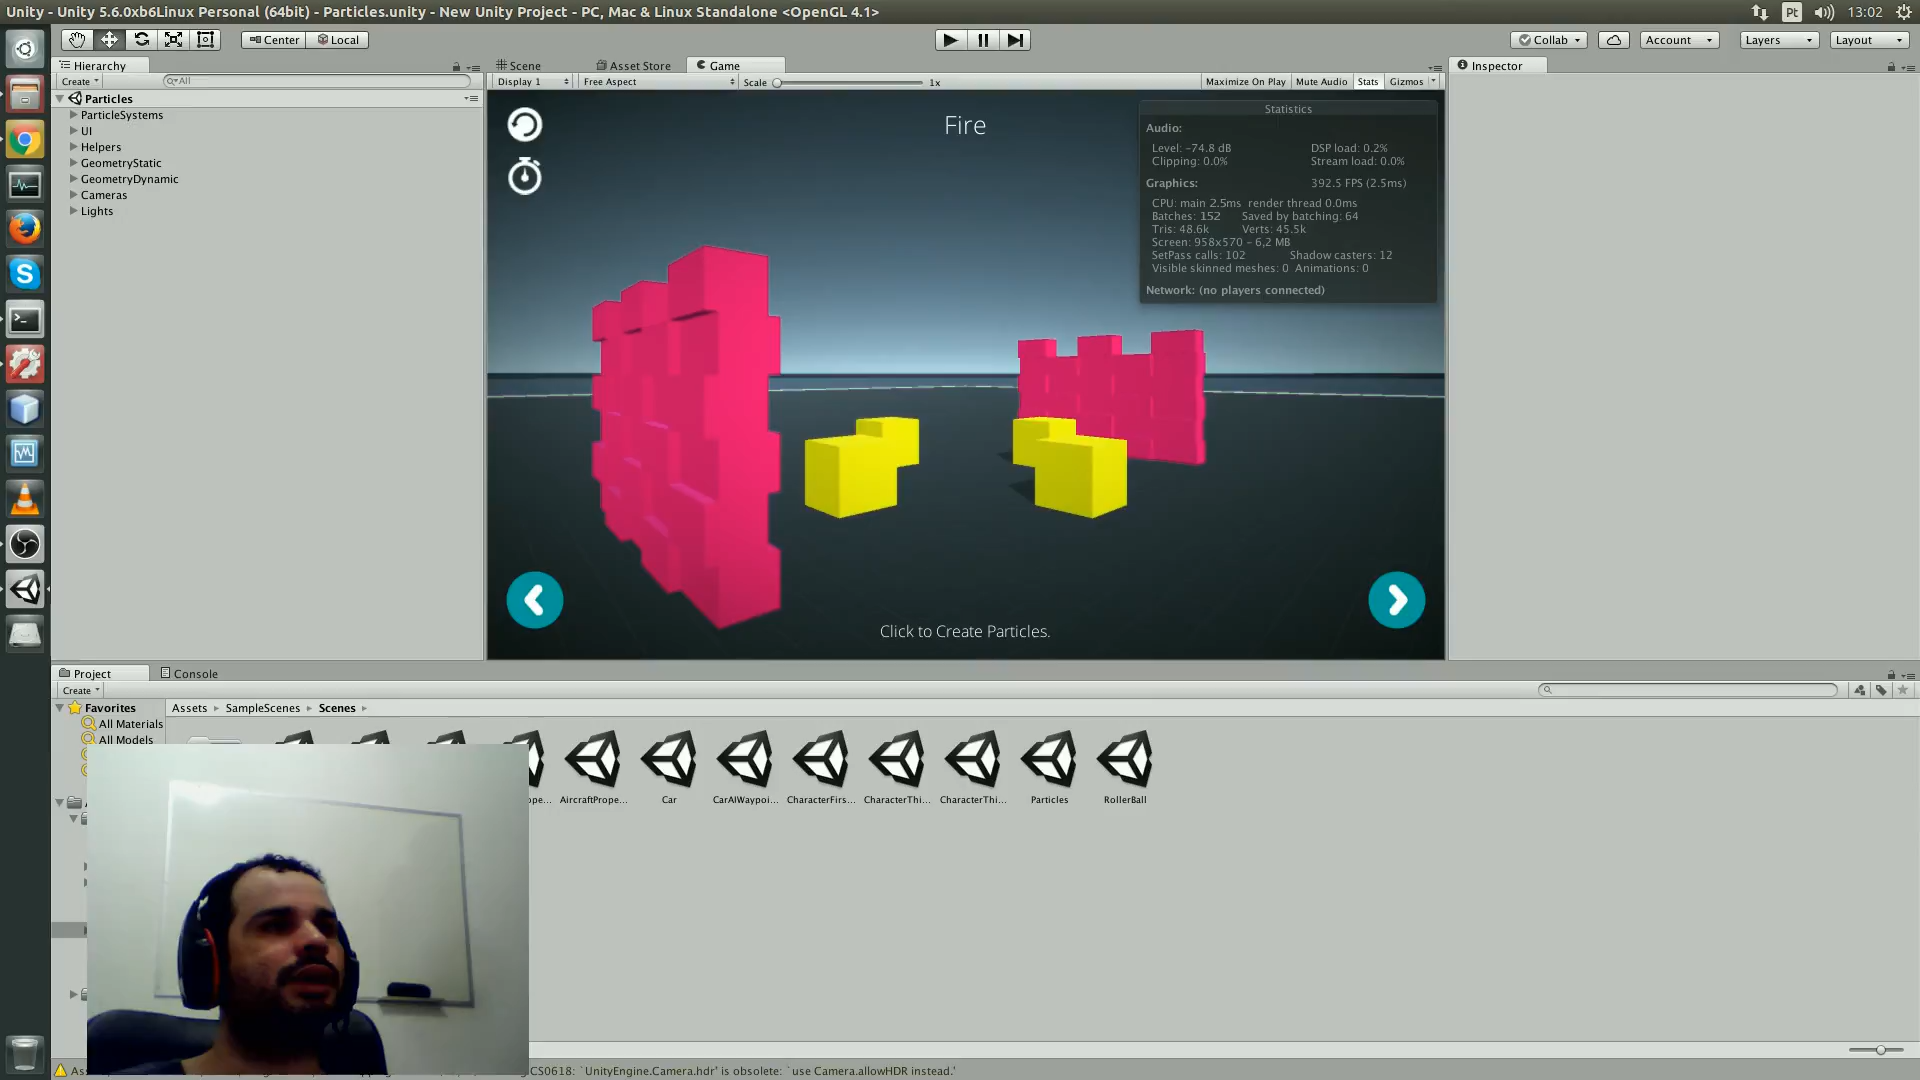 Unity - Unity 5.6.0xb6Linux Personal (64bit) - Particles.unity - New Unity Project - PC, Mac & Linux Standalone <OpenGL 4.1>
Pt
13:02
Center
Local
Collab
Account
Layers
Layout
Hierarchy
Create
All
Particles
ParticleSystems
UI
Helpers
GeometryStatic
GeometryDynamic
Cameras
Lights
Scene
Asset Store
Game
Display 1
Free Aspect
Scale
1x
Maximize On Play
Mute Audio
Stats
Gizmos
Fire
Statistics
Audio:
Level: -74.8 dB
DSP load: 0.2%
Clipping: 0.0%
Stream load: 0.0%
Graphics:
392.5 FPS (2.5ms)
CPU: main 2.5ms render thread 0.0ms
Batches: 152
Saved by batching: 64
Tris: 48.6k
Verts: 45.5k
Screen: 958x570 - 6,2 MB
SetPass calls: 102
Shadow casters: 12
Visible skinned meshes: 0 Animations: 0
Network: (no players connected)
Click to Create Particles.
Inspector
Project
Console
Create
Favorites
All Materials
All Models
Assets
SampleScenes
Scenes
ope...
AircraftPrope...
Car
CarAIWaypoi...
CharacterFirs...
CharacterThi...
CharacterThi...
Particles
RollerBall
CS0618: `UnityEngine.Camera.hdr' is obsolete: `use Camera.allowHDR instead.'